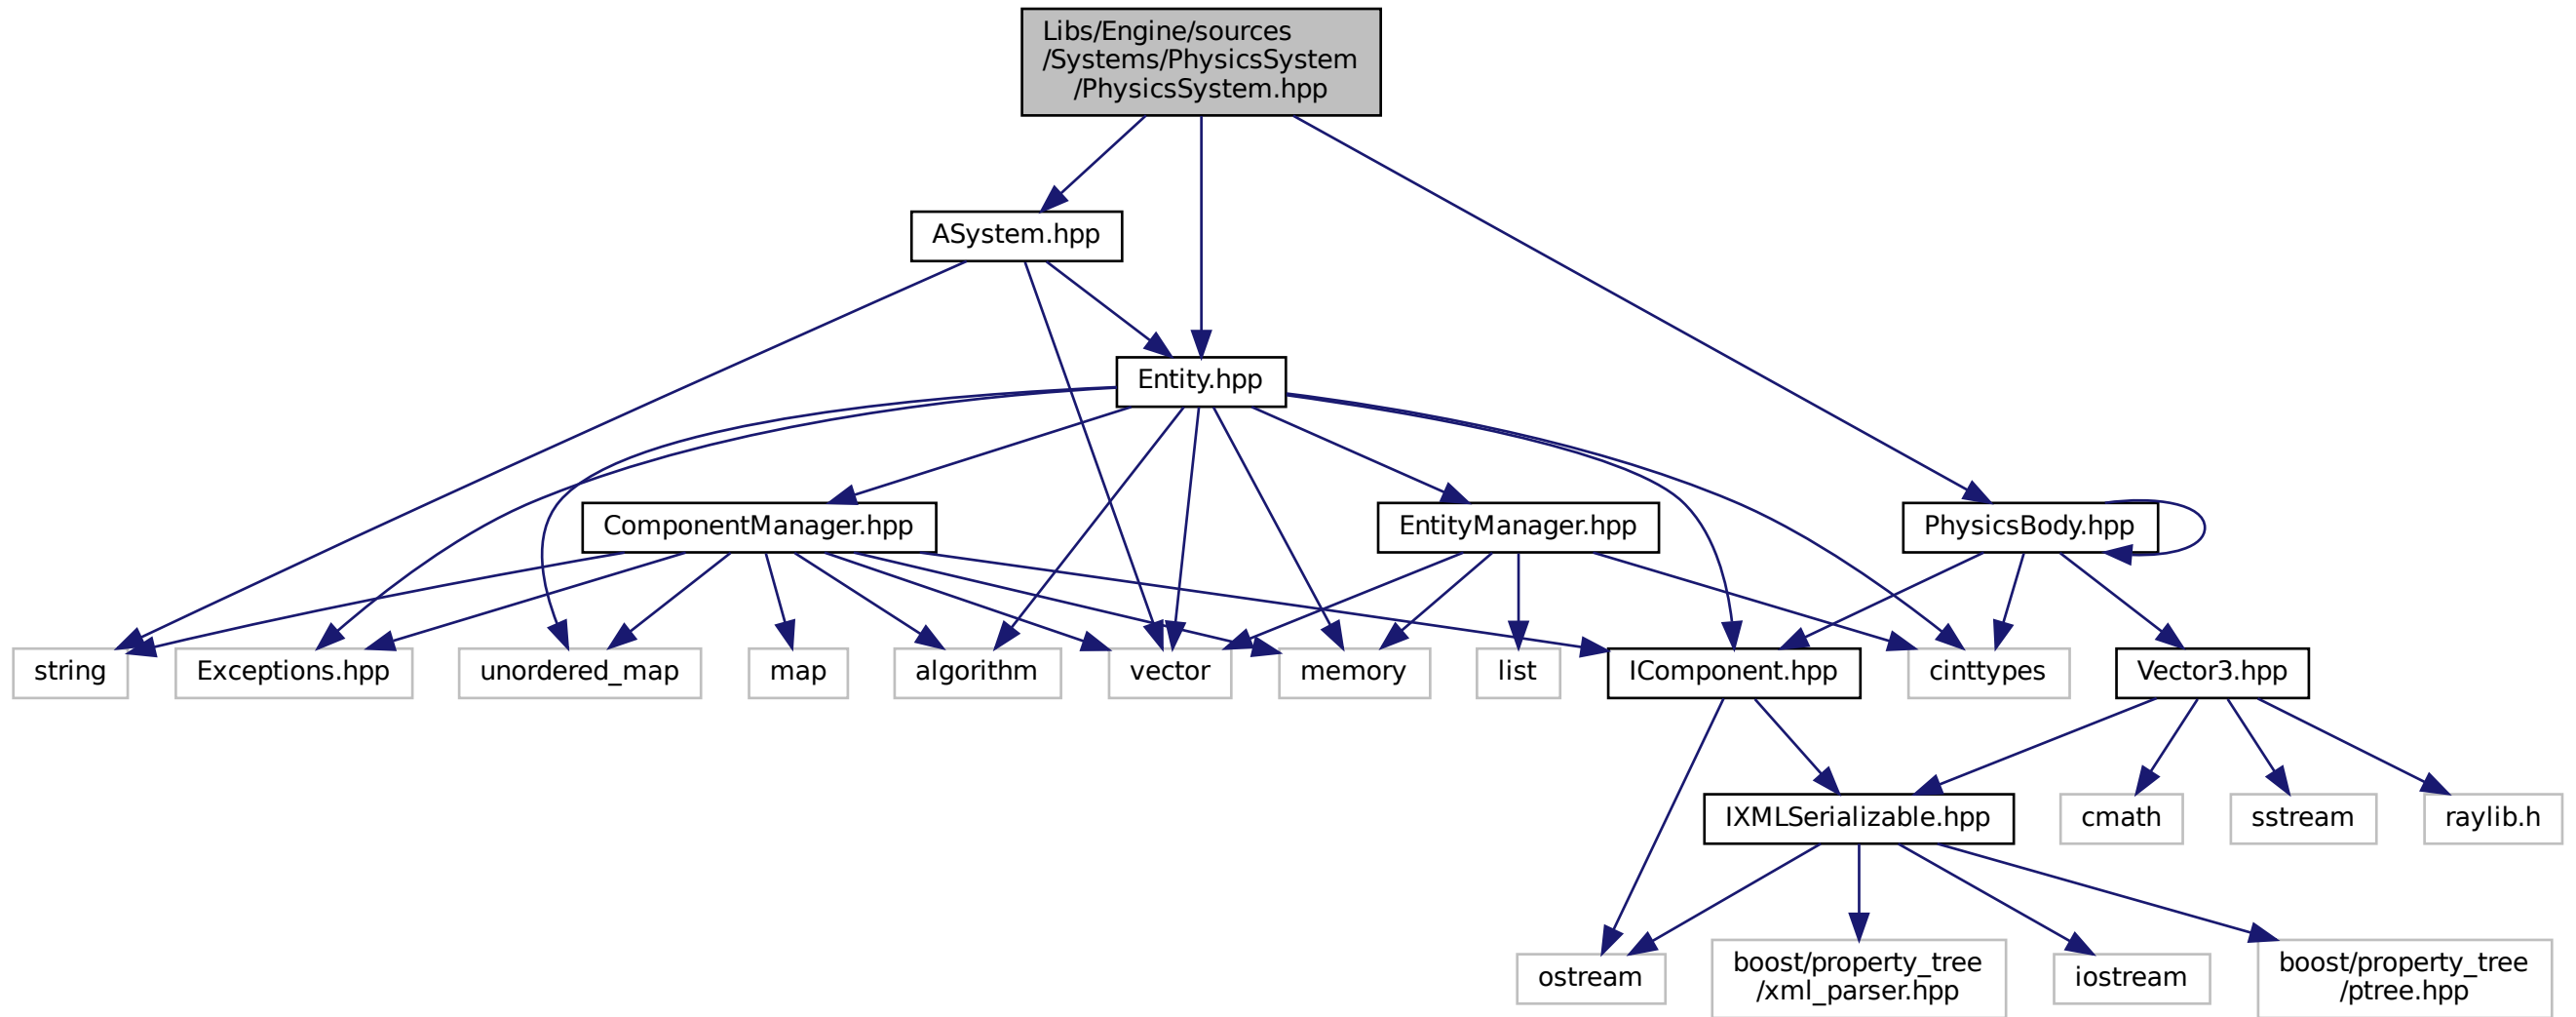 Libs/Engine/sources
/Systems/PhysicsSystem
/PhysicsSystem.hpp
ASystem.hpp
Entity.hpp
ComponentManager.hpp
EntityManager.hpp
PhysicsBody.hpp
string
Exceptions.hpp
unordered_map
map
algorithm
vector
memory
list
IComponent.hpp
cinttypes
Vector3.hpp
IXMLSerializable.hpp
cmath
sstream
raylib.h
ostream
boost/property_tree
/xml_parser.hpp
iostream
boost/property_tree
/ptree.hpp